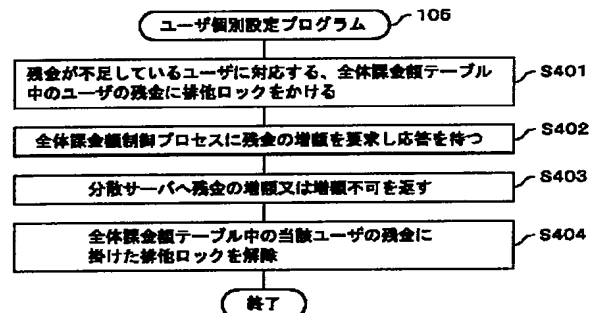 ユーザ個別設定プログラム
105
残金が不足しているユーザに対応する、全体課金額テーブル
中のユーザの残金に排他ロックをかける
S401
全体課金額制御プロセスに残金の増額を要求し応答を待つ
S402
分散サーバへ残金の増額又は増額不可を返す
S403
全体課金額テーブル中の当該ユーザの残金に
掛けた排他ロックを解除
S404
終了